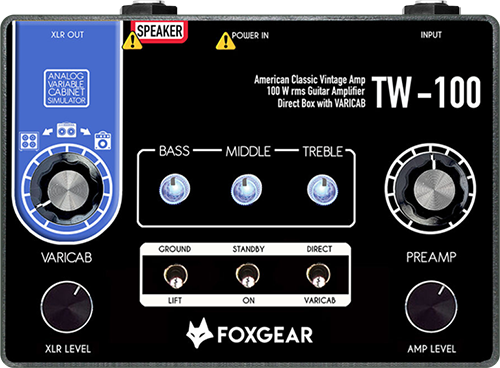 XLR OUT
SPEAKER
POWER IN
INPUT
ANALOG
VARIABLE
CABINET
SIMULATOR
American Classic Vintage Amp
100 W rms Guitar Amplifier
Direct Box with VARICAB
TW-100
BASS
MIDDLE
TREBLE
VARICAB
PREAMP
GROUND
STANDBY
DIRECT
LIFT
ON
VARICAB
XLR LEVEL
FOXGEAR
AMP LEVEL